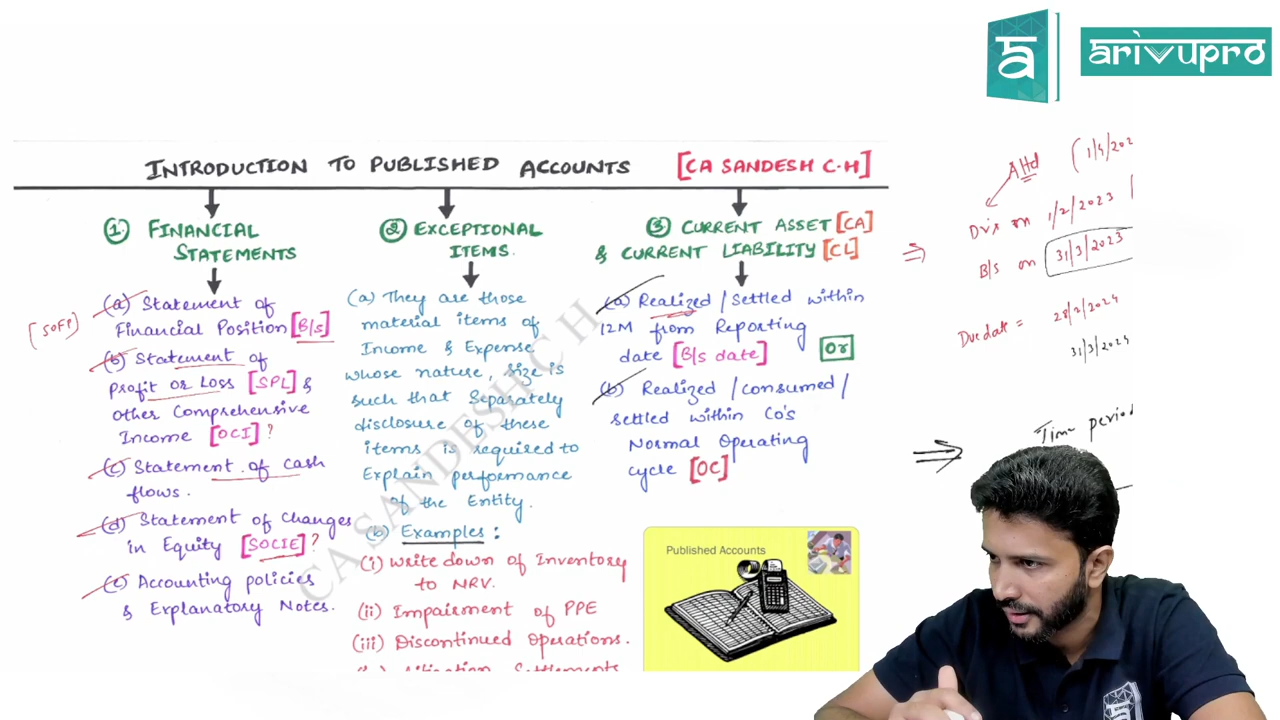 a
arivupro
INTRODUCTION TO PUBLISHED ACCOUNTS [CA SANDESH C.H]
① FINANCIAL
STATEMENTS
(a) Statement of
Financial Position [B/S]
[SOFP]
(b) Statement of
Profit or Loss [SPL] &
Other Comprehensive
Income [OCI]?
(c) Statement of Cash
flows.
(d) Statement of Changes
in Equity [SOCIE]?
(e) Accounting policies
& Explanatory Notes.
② EXCEPTIONAL
ITEMS.
(a) They are those
material items of
Income & Expense
whose nature, Size is
such that Separately
disclosure of these
items is required to
Explain performance
of the Entity.
(b) Examples :
(i) Write down of Inventory
to NRV.
(ii) Impairment of PPE
(iii) Discontinued Operations.
Settlements
③ CURRENT ASSET [CA]
& CURRENT LIABILITY [CL]
(a) Realized / Settled within
12M from Reporting
date [B/s date] Or
(b) Realized / consumed /
settled within Co's
Normal Operating
cycle [OC]
Published Accounts
CA SANDESH C H
⇒
on 1/2/2023
B/S on 31/3/2023
Due date = 28/2/2024
31/3/2024
⇒
Time period